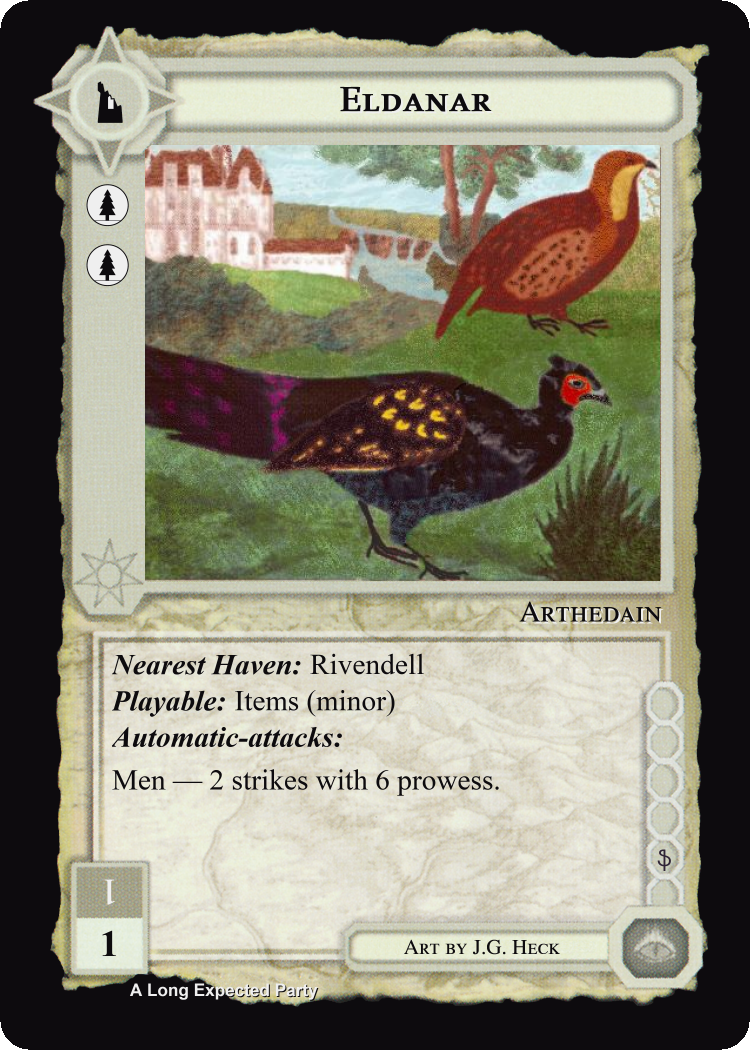 Eldanar
Arthedain
Nearest Haven: Rivendell
Playable: Items (minor)
Automatic-attacks:
Men — 2 strikes with 6 prowess.
1
1
Art by J.G. Heck
A Long Expected Party